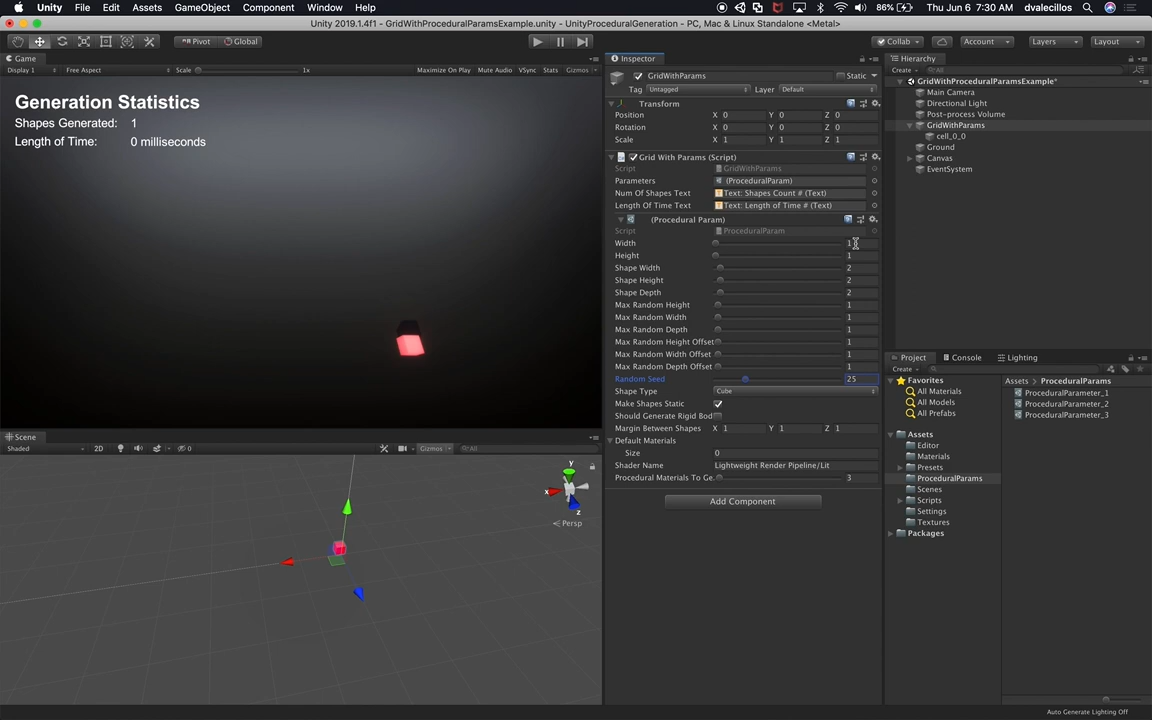 Unity File Edit Assets GameObject Component Window Help 86% Thu Jun 6 7:30 AM dvalecillos
Unity 2019.1.4f1 - GridWithProceduralParamsExample.unity - UnityProceduralGeneration - PC, Mac & Linux Standalone <Metal>
Pivot Global Collab Account Layers Layout
Game
Display 1 Free Aspect Scale 1x Maximize On Play Mute Audio VSync Stats Gizmos
Generation Statistics
Shapes Generated: 1
Length of Time: 0 milliseconds
Scene
Shaded 2D 0 Gizmos All
y
x
z
Persp
Inspector
GridWithParams Static
Tag Untagged Layer Default
Transform
Position X 0 Y 0 Z 0
Rotation X 0 Y 0 Z 0
Scale X 1 Y 1 Z 1
Grid With Params (Script)
Script GridWithParams
Parameters (ProceduralParam)
Num Of Shapes Text Text: Shapes Count # (Text)
Length Of Time Text Text: Length of Time # (Text)
(Procedural Param)
Script ProceduralParam
Width 1
Height 1
Shape Width 2
Shape Height 2
Shape Depth 2
Max Random Height 1
Max Random Width 1
Max Random Depth 1
Max Random Height Offset 1
Max Random Width Offset 1
Max Random Depth Offset 1
Random Seed 25
Shape Type Cube
Make Shapes Static
Should Generate Rigid Bod
Margin Between Shapes X 1 Y 1 Z 1
Default Materials
Size 0
Shader Name Lightweight Render Pipeline/Lit
Procedural Materials To Ge 3
Add Component
Hierarchy
Create All
GridWithProceduralParamsExample*
Main Camera
Directional Light
Post-process Volume
GridWithParams
cell_0_0
Ground
Canvas
EventSystem
Project Console Lighting
Create
Favorites
All Materials
All Models
All Prefabs
Assets
Editor
Materials
Presets
ProceduralParams
Scenes
Scripts
Settings
Textures
Packages
Assets ProceduralParams
ProceduralParameter_1
ProceduralParameter_2
ProceduralParameter_3
Auto Generate Lighting Off